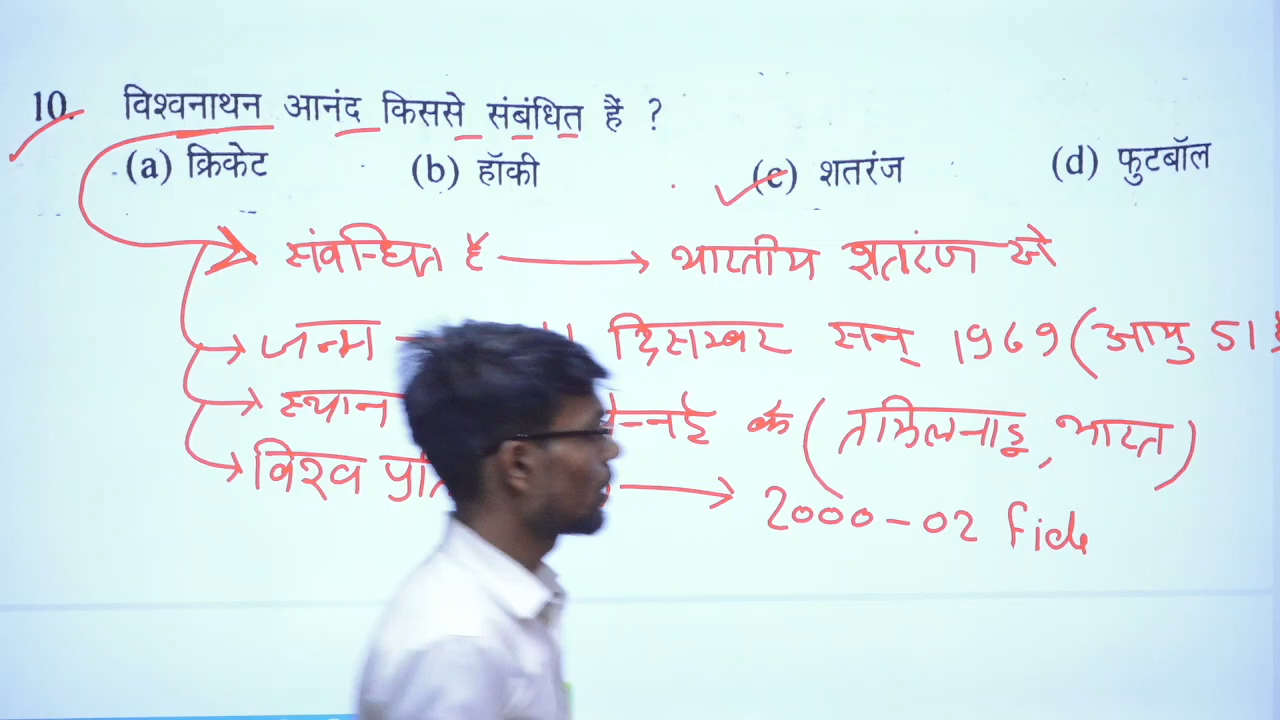 10. विश्वनाथन आनंद किससे संबंधित हैं ?
(a) क्रिकेट (b) हॉकी (c) शतरंज (d) फुटबॉल
संबन्धित है → भारतीय शतरंज से
→ जन्म दिसम्बर सन् 1969 (आयु 51
→ स्थान के (तमिलनाडु, भारत)
→ विश्व → 2000-02 fide